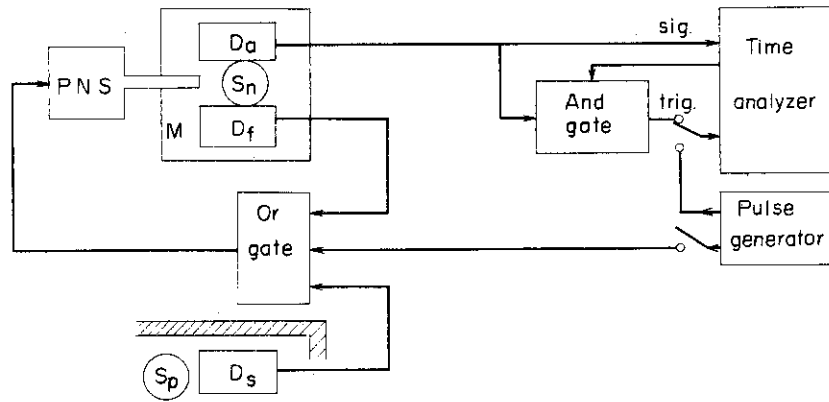 PNS
Da
Sn
M
Df
sig.
Time
analyzer
And
gate
trig.
Or
gate
Pulse
generator
Sp
Ds